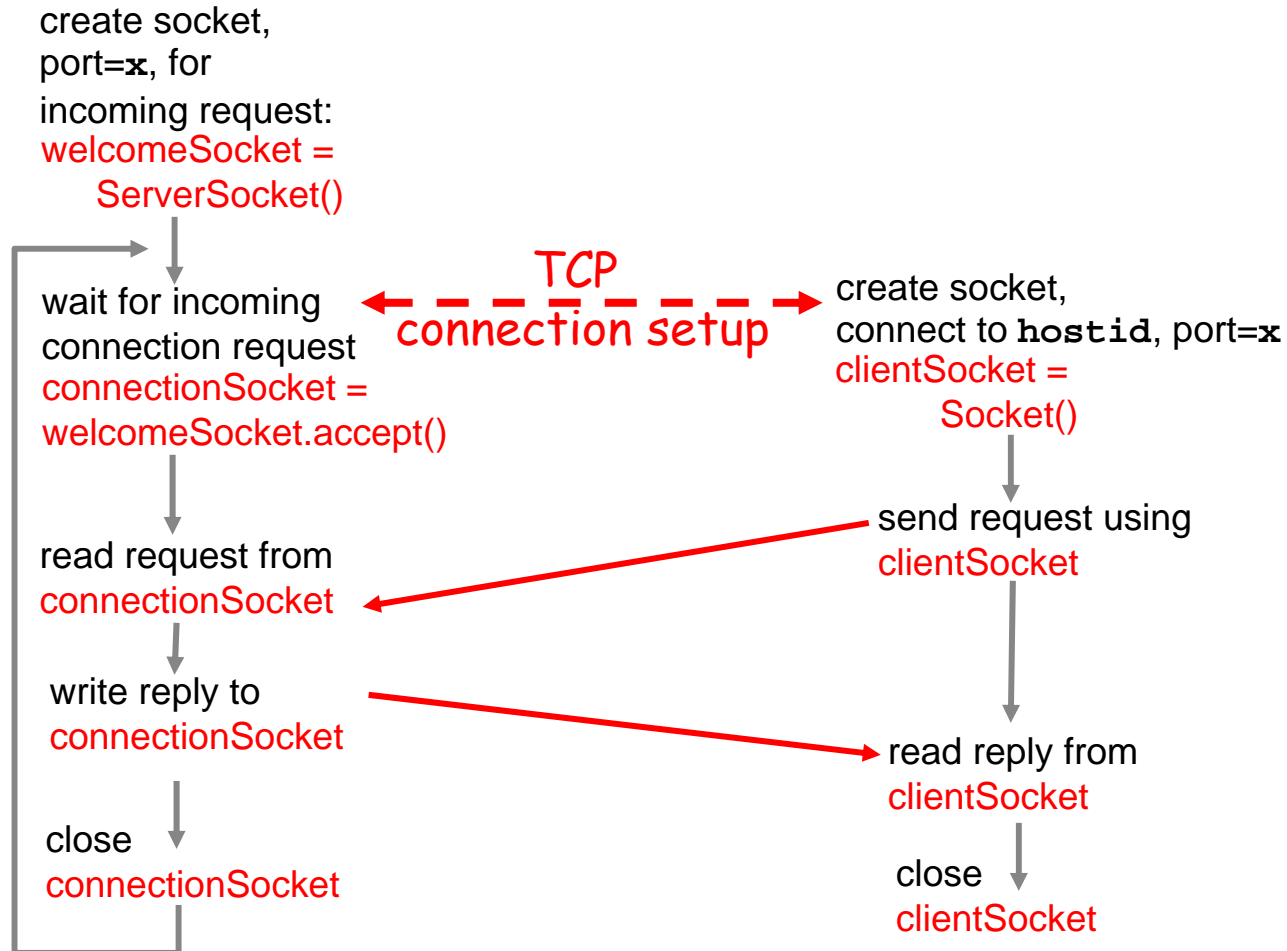 create socket,
port=x, for
incoming request:
welcomeSocket =
ServerSocket()
TCP
connection setup
wait for incoming
connection request
connectionSocket =
welcomeSocket.accept()
create socket,
connect to hostid, port=x
clientSocket =
Socket()
send request using
clientSocket
read request from
connectionSocket
write reply to
connectionSocket
read reply from
clientSocket
close
connectionSocket
close
clientSocket